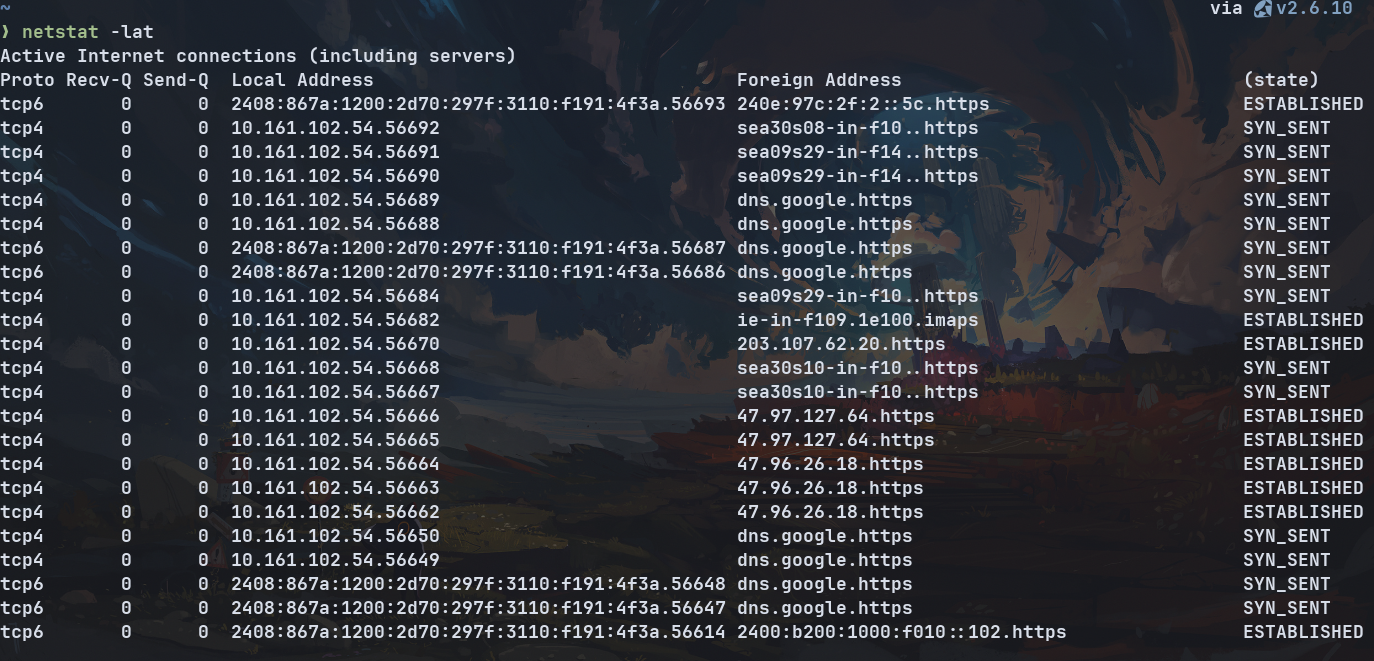 ~ via v2.6.10
❯ netstat -lat
Active Internet connections (including servers)
Proto Recv-Q Send-Q  Local Address                                 Foreign Address                               (state)
tcp6       0      0  2408:867a:1200:2d70:297f:3110:f191:4f3a.56693 240e:97c:2f:2::5c.https                       ESTABLISHED
tcp4       0      0  10.161.102.54.56692                           sea30s08-in-f10..https                        SYN_SENT
tcp4       0      0  10.161.102.54.56691                           sea09s29-in-f14..https                        SYN_SENT
tcp4       0      0  10.161.102.54.56690                           sea09s29-in-f14..https                        SYN_SENT
tcp4       0      0  10.161.102.54.56689                           dns.google.https                              SYN_SENT
tcp4       0      0  10.161.102.54.56688                           dns.google.https                              SYN_SENT
tcp6       0      0  2408:867a:1200:2d70:297f:3110:f191:4f3a.56687 dns.google.https                              SYN_SENT
tcp6       0      0  2408:867a:1200:2d70:297f:3110:f191:4f3a.56686 dns.google.https                              SYN_SENT
tcp4       0      0  10.161.102.54.56684                           sea09s29-in-f10..https                        SYN_SENT
tcp4       0      0  10.161.102.54.56682                           ie-in-f109.1e100.imaps                        ESTABLISHED
tcp4       0      0  10.161.102.54.56670                           203.107.62.20.https                           ESTABLISHED
tcp4       0      0  10.161.102.54.56668                           sea30s10-in-f10..https                        SYN_SENT
tcp4       0      0  10.161.102.54.56667                           sea30s10-in-f10..https                        SYN_SENT
tcp4       0      0  10.161.102.54.56666                           47.97.127.64.https                            ESTABLISHED
tcp4       0      0  10.161.102.54.56665                           47.97.127.64.https                            ESTABLISHED
tcp4       0      0  10.161.102.54.56664                           47.96.26.18.https                             ESTABLISHED
tcp4       0      0  10.161.102.54.56663                           47.96.26.18.https                             ESTABLISHED
tcp4       0      0  10.161.102.54.56662                           47.96.26.18.https                             ESTABLISHED
tcp4       0      0  10.161.102.54.56650                           dns.google.https                              SYN_SENT
tcp4       0      0  10.161.102.54.56649                           dns.google.https                              SYN_SENT
tcp6       0      0  2408:867a:1200:2d70:297f:3110:f191:4f3a.56648 dns.google.https                              SYN_SENT
tcp6       0      0  2408:867a:1200:2d70:297f:3110:f191:4f3a.56647 dns.google.https                              SYN_SENT
tcp6       0      0  2408:867a:1200:2d70:297f:3110:f191:4f3a.56614 2400:b200:1000:f010::102.https                ESTABLISHED